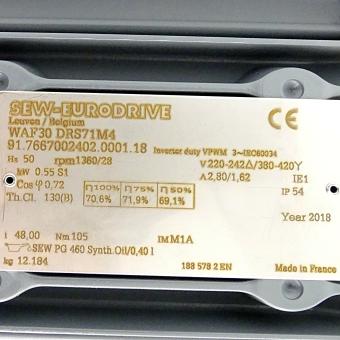 SEW-EURODRIVE
Leuven / Belgium
WAF30 DRS71M4
91.7667002402.0001.18 Inverter duty VPWM 3~IEC60034
Hz 50 rpm 1360/28 V 220-242Δ/380-420Y
kW 0.55 S1 A 2,80/1,62 IE1
Cos φ 0,72 η100% η75% η50% IP 54
Th.Cl. 130(B) 70,6% 71,9% 69,1%
Year 2018
i 48,00 Nm 105 IM M1A
SEW PG 460 Synth.Oil/0,40 l
kg 12.184 188 578 2 EN Made in France
CE